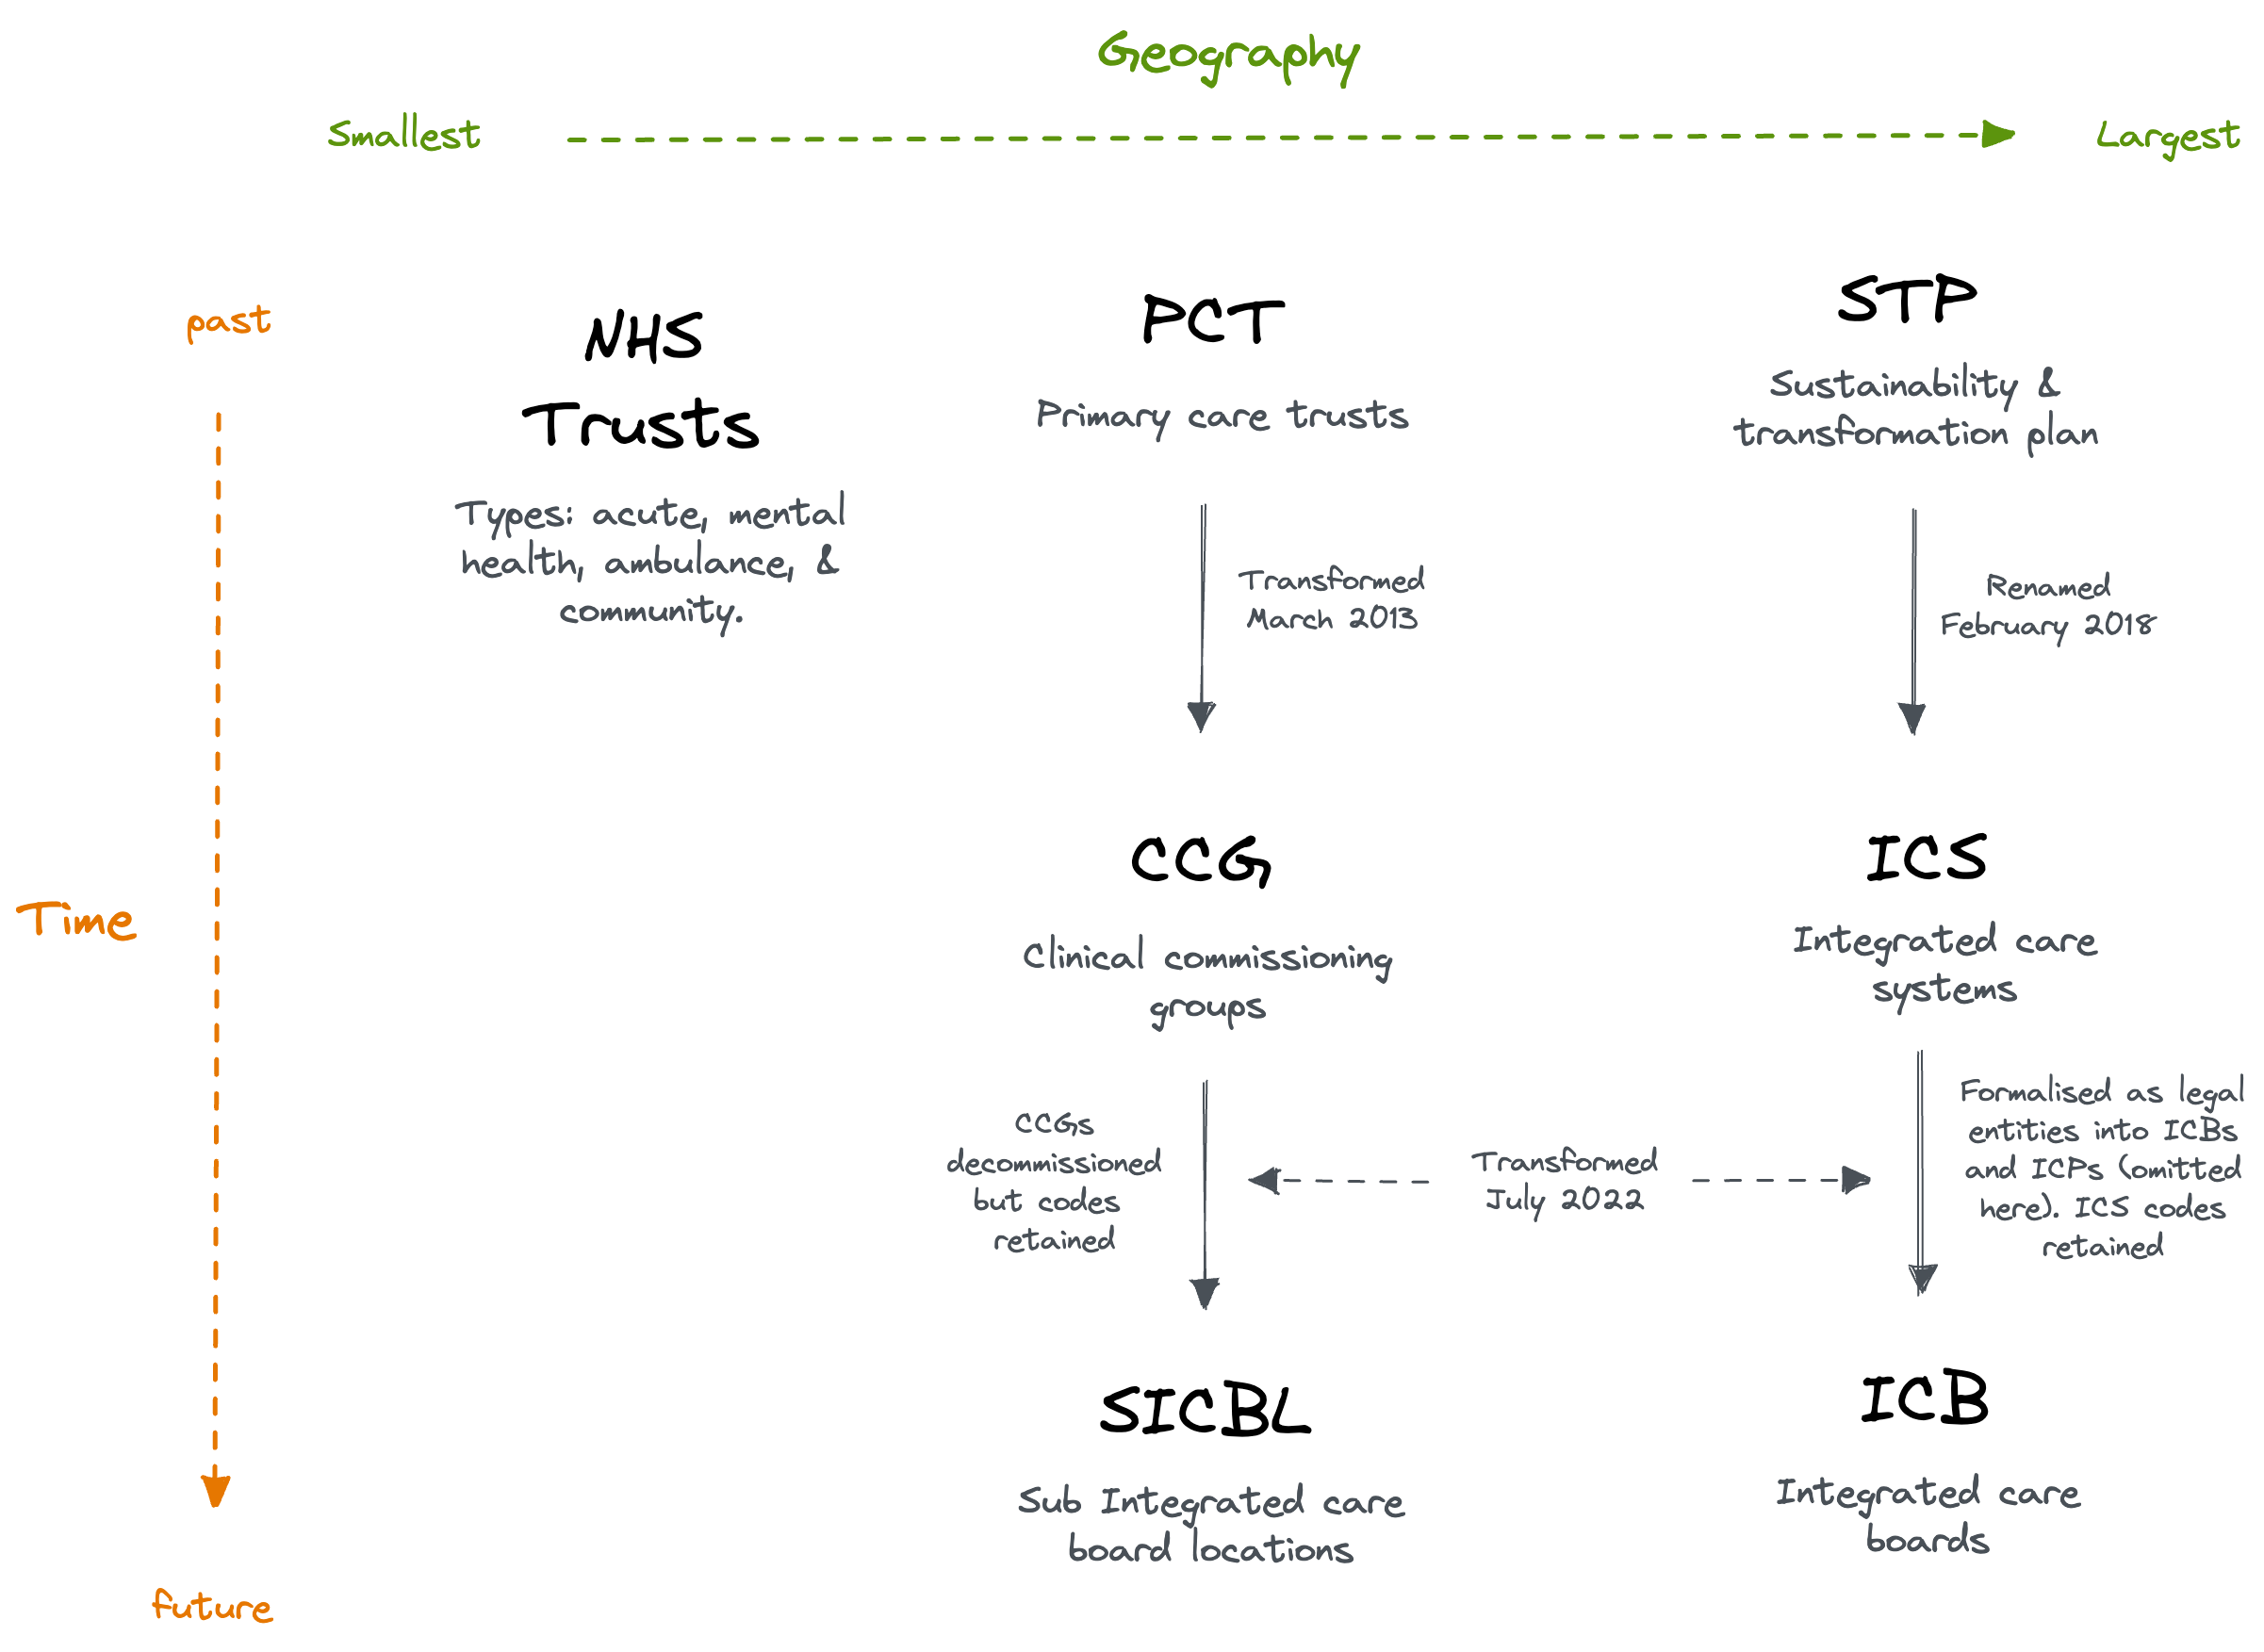 Geography
Smallest
Largest
past
NHS
Trusts
Types: acute, mental
health, ambulance, &
community.
PCT
Primary care trusts
STP
Sustainability &
transformation plan
Transformed
March 2013
Renamed
February 2018
Time
CCG
Clinical commissioning
groups
ICS
Integrated care
systems
CCGs
decommissioned
but codes
retained
Transformed
July 2022
Formalised as legal
entities into ICBs
and ICPs (omitted
here). ICS codes
retained
SICBL
Sub Integrated care
board locations
ICB
Integrated care
boards
future